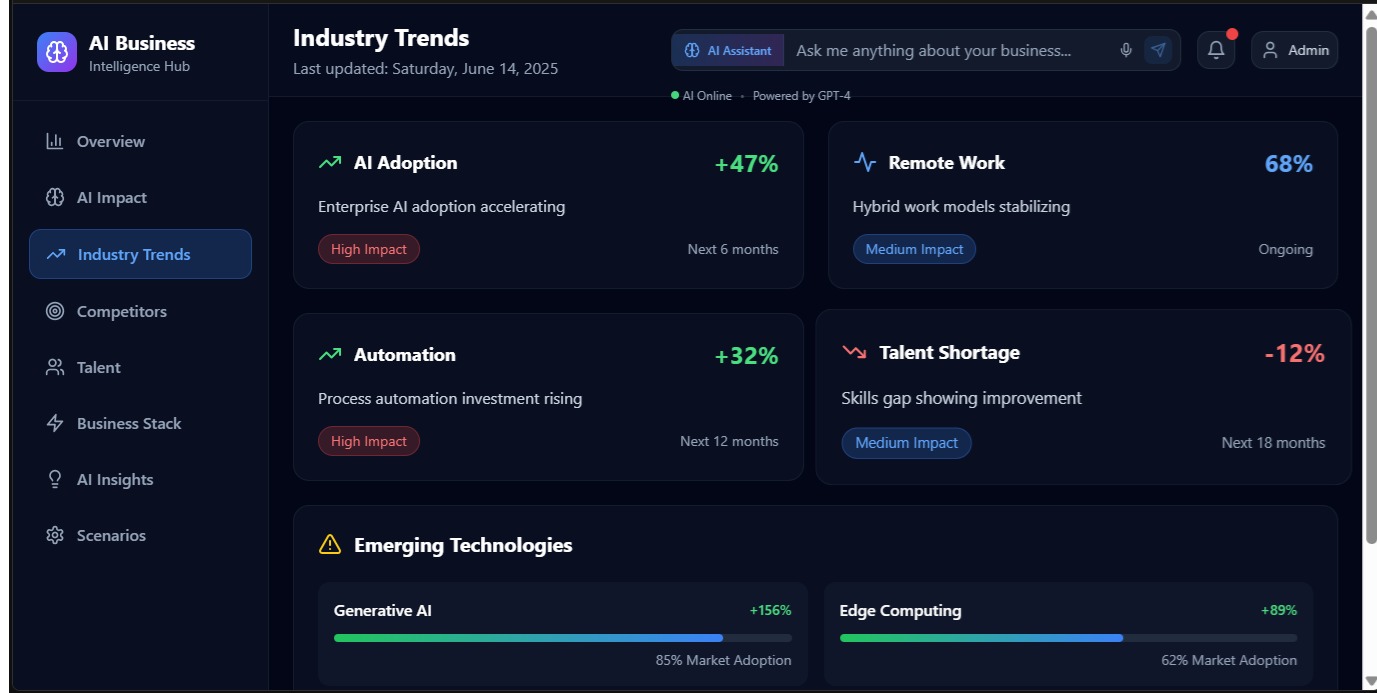 AI Business
Intelligence Hub
Overview
AI Impact
Industry Trends
Competitors
Talent
Business Stack
AI Insights
Scenarios
Industry Trends
Last updated: Saturday, June 14, 2025
AI Assistant
Ask me anything about your business...
Admin
AI Online • Powered by GPT-4
AI Adoption
+47%
Enterprise AI adoption accelerating
High Impact
Next 6 months
Remote Work
68%
Hybrid work models stabilizing
Medium Impact
Ongoing
Automation
+32%
Process automation investment rising
High Impact
Next 12 months
Talent Shortage
-12%
Skills gap showing improvement
Medium Impact
Next 18 months
Emerging Technologies
Generative AI
+156%
85% Market Adoption
Edge Computing
+89%
62% Market Adoption